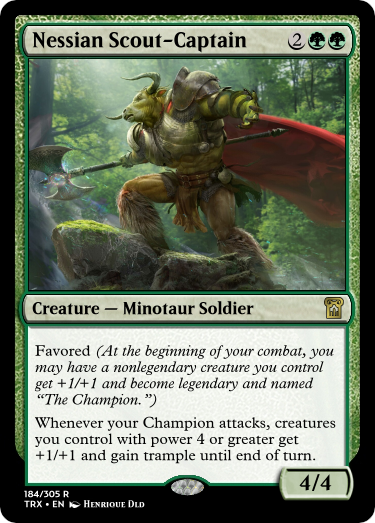 Nessian Scout-Captain 2
Creature — Minotaur Soldier
Favored (At the beginning of your combat, you
may have a nonlegendary creature you control
get +1/+1 and become legendary and named
“The Champion.”)
Whenever your Champion attacks, creatures
you control with power 4 or greater get
+1/+1 and gain trample until end of turn.
4/4
184/305 R
TRX • EN Henrique Dld